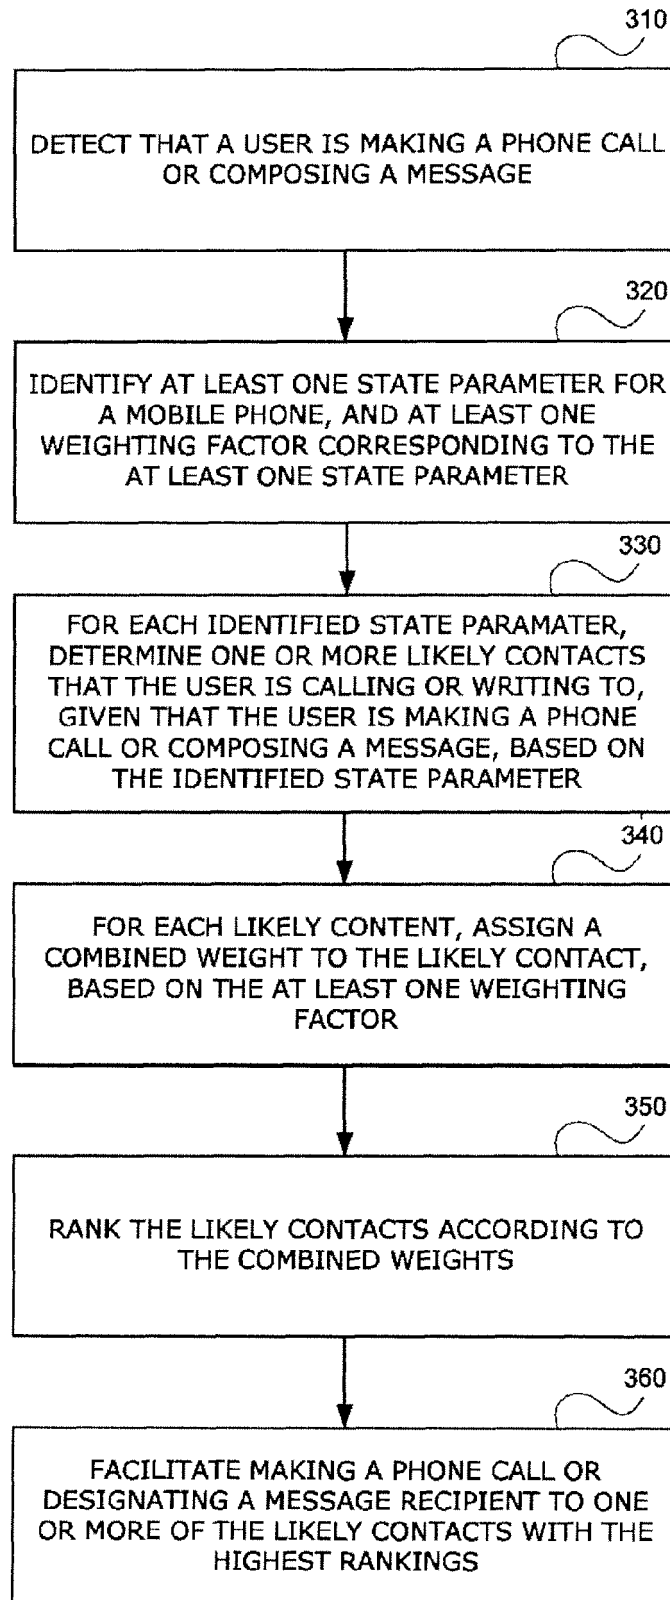 310
DETECT THAT A USER IS MAKING A PHONE CALL
OR COMPOSING A MESSAGE
320
IDENTIFY AT LEAST ONE STATE PARAMETER FOR
A MOBILE PHONE, AND AT LEAST ONE
WEIGHTING FACTOR CORRESPONDING TO THE
AT LEAST ONE STATE PARAMETER
330
FOR EACH IDENTIFIED STATE PARAMATER,
DETERMINE ONE OR MORE LIKELY CONTACTS
THAT THE USER IS CALLING OR WRITING TO,
GIVEN THAT THE USER IS MAKING A PHONE
CALL OR COMPOSING A MESSAGE, BASED ON
THE IDENTIFIED STATE PARAMETER
340
FOR EACH LIKELY CONTENT, ASSIGN A
COMBINED WEIGHT TO THE LIKELY CONTACT,
BASED ON THE AT LEAST ONE WEIGHTING
FACTOR
350
RANK THE LIKELY CONTACTS ACCORDING TO
THE COMBINED WEIGHTS
360
FACILITATE MAKING A PHONE CALL OR
DESIGNATING A MESSAGE RECIPIENT TO ONE
OR MORE OF THE LIKELY CONTACTS WITH THE
HIGHEST RANKINGS